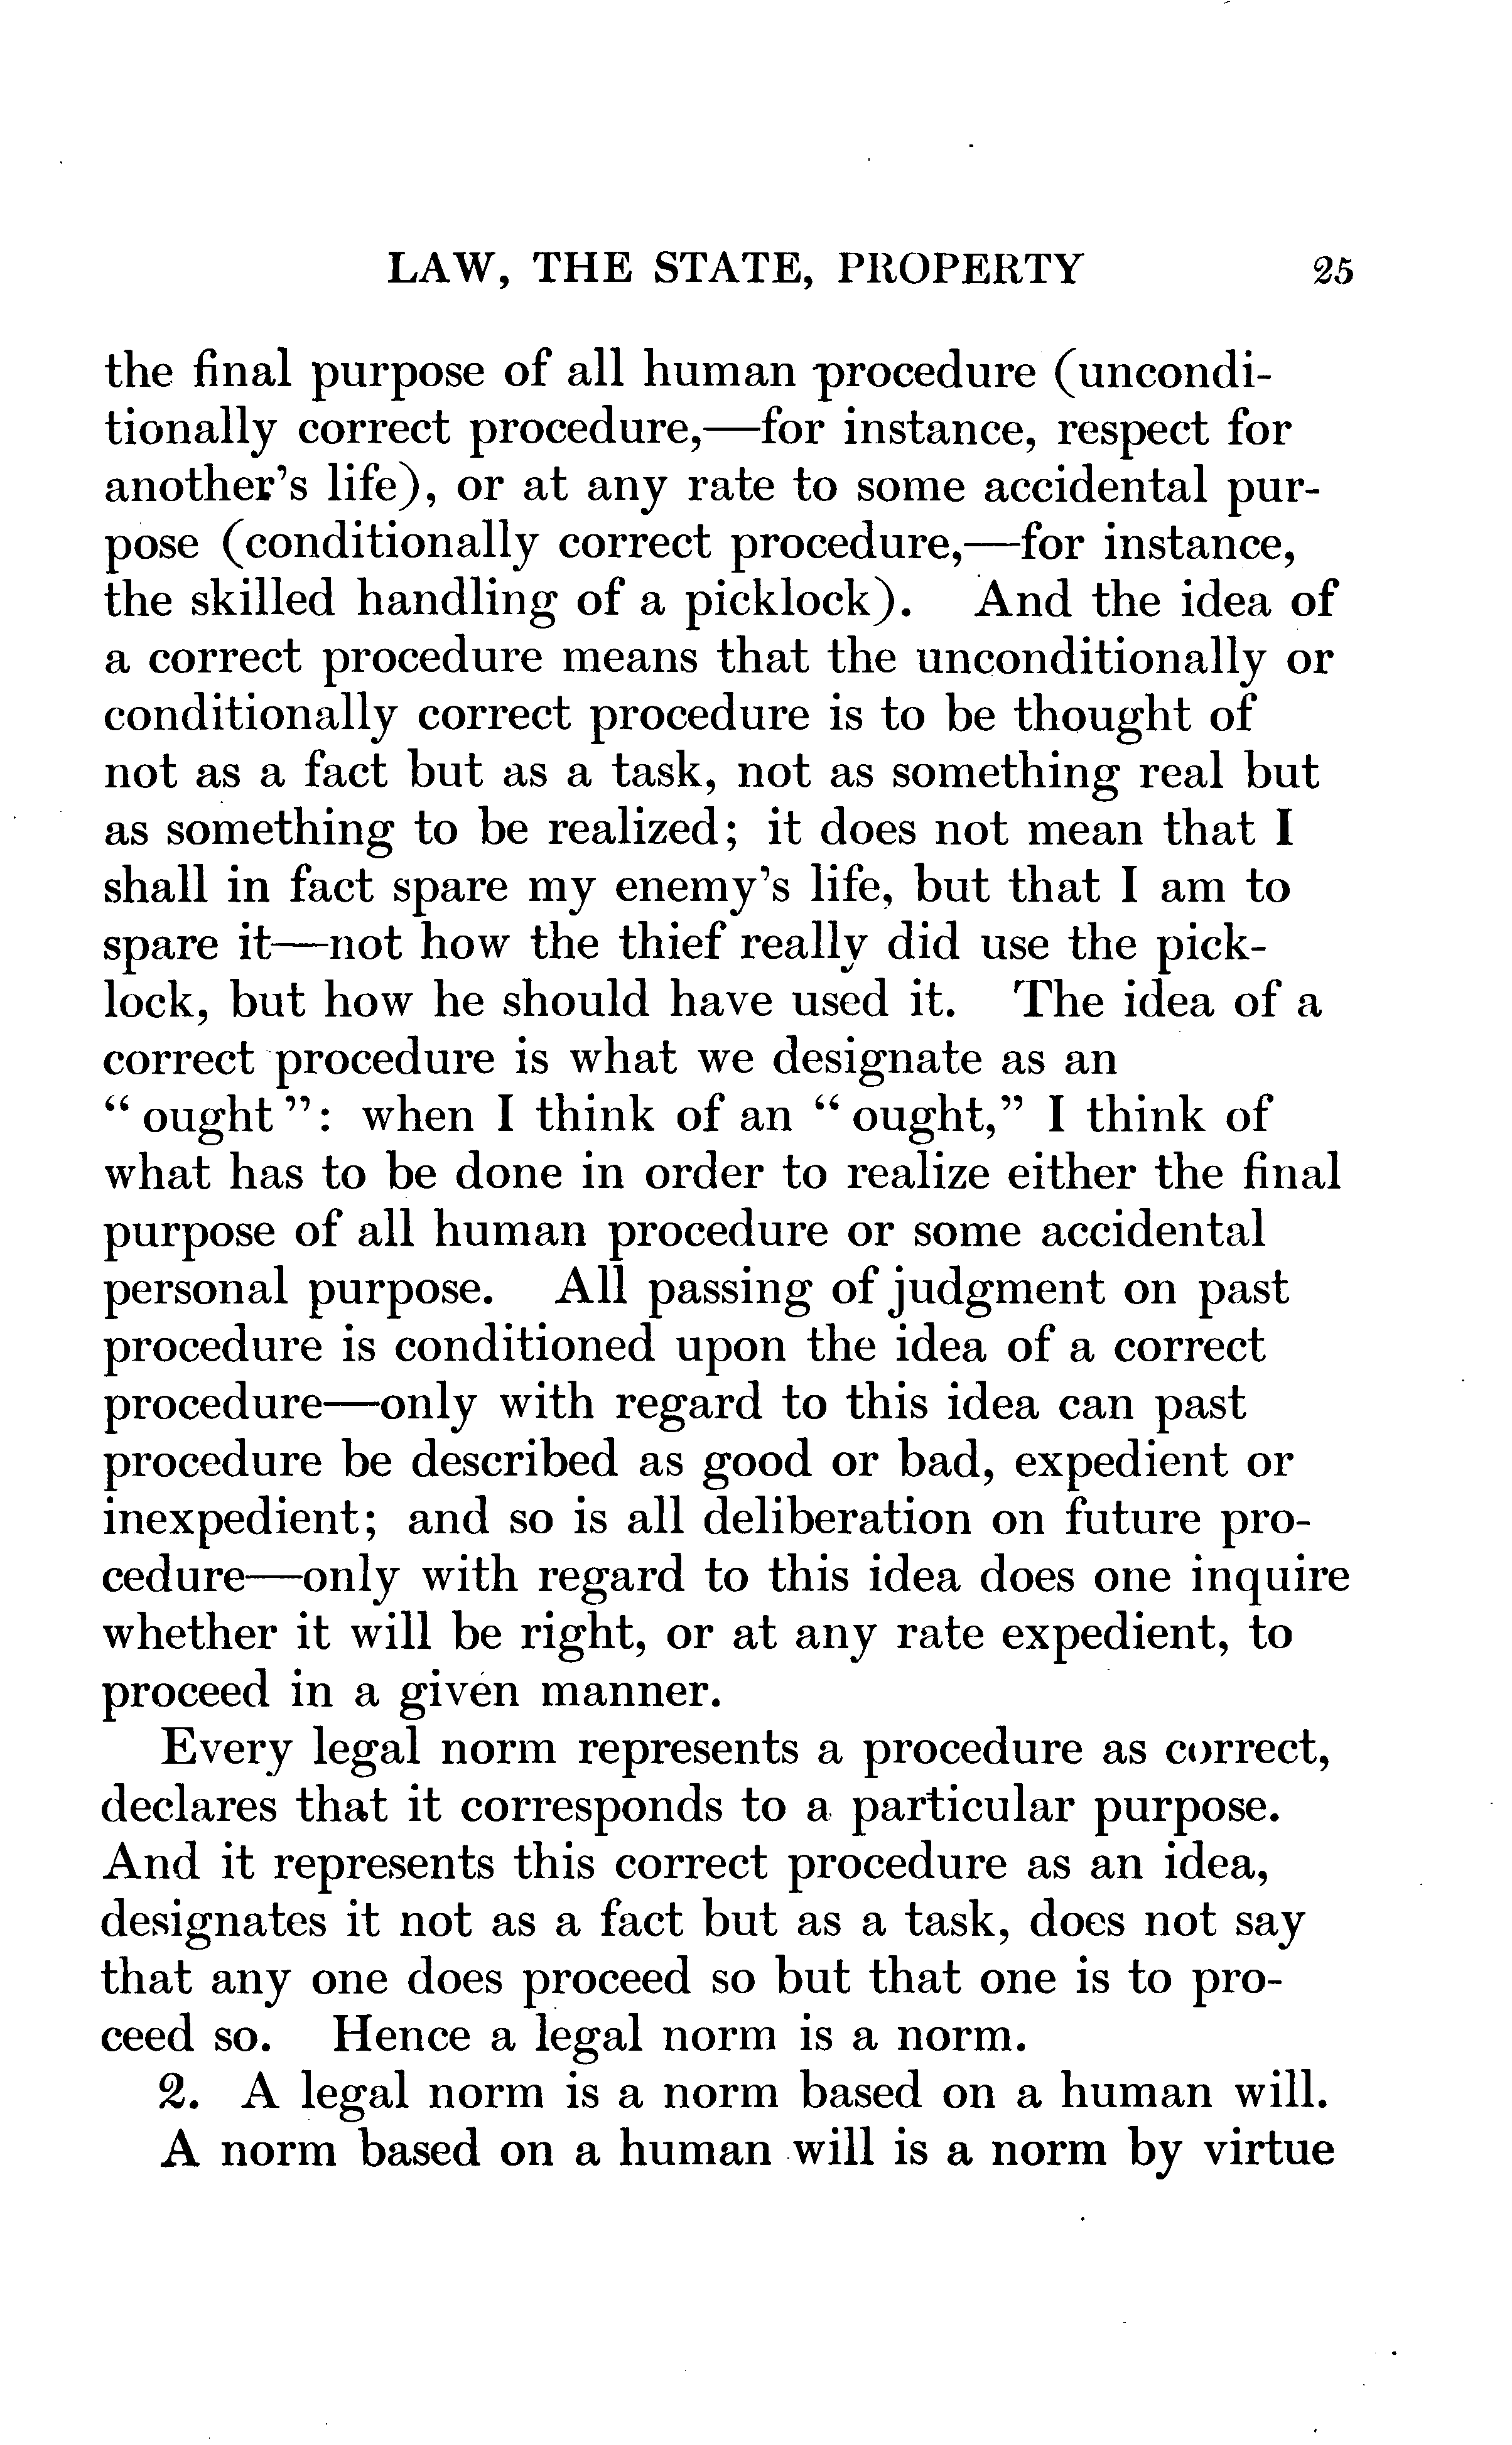 LAW, THE STATE, PROPERTY 25
the final purpose of all human procedure (uncondi-
tionally correct procedure,—for instance, respect for
another's life), or at any rate to some accidental pur-
pose (conditionally correct procedure,—for instance,
the skilled handling of a picklock). And the idea of
a correct procedure means that the unconditionally or
conditionally correct procedure is to be thought of
not as a fact but as a task, not as something real but
as something to be realized; it does not mean that I
shall in fact spare my enemy's life, but that I am to
spare it—not how the thief really did use the pick-
lock, but how he should have used it. The idea of a
correct procedure is what we designate as an
“ ought ”: when I think of an “ ought,” I think of
what has to be done in order to realize either the final
purpose of all human procedure or some accidental
personal purpose. All passing of judgment on past
procedure is conditioned upon the idea of a correct
procedure—only with regard to this idea can past
procedure be described as good or bad, expedient or
inexpedient; and so is all deliberation on future pro-
cedure—only with regard to this idea does one inquire
whether it will be right, or at any rate expedient, to
proceed in a given manner.
Every legal norm represents a procedure as correct,
declares that it corresponds to a particular purpose.
And it represents this correct procedure as an idea,
designates it not as a fact but as a task, does not say
that any one does proceed so but that one is to pro-
ceed so. Hence a legal norm is a norm.
2. A legal norm is a norm based on a human will.
A norm based on a human will is a norm by virtue